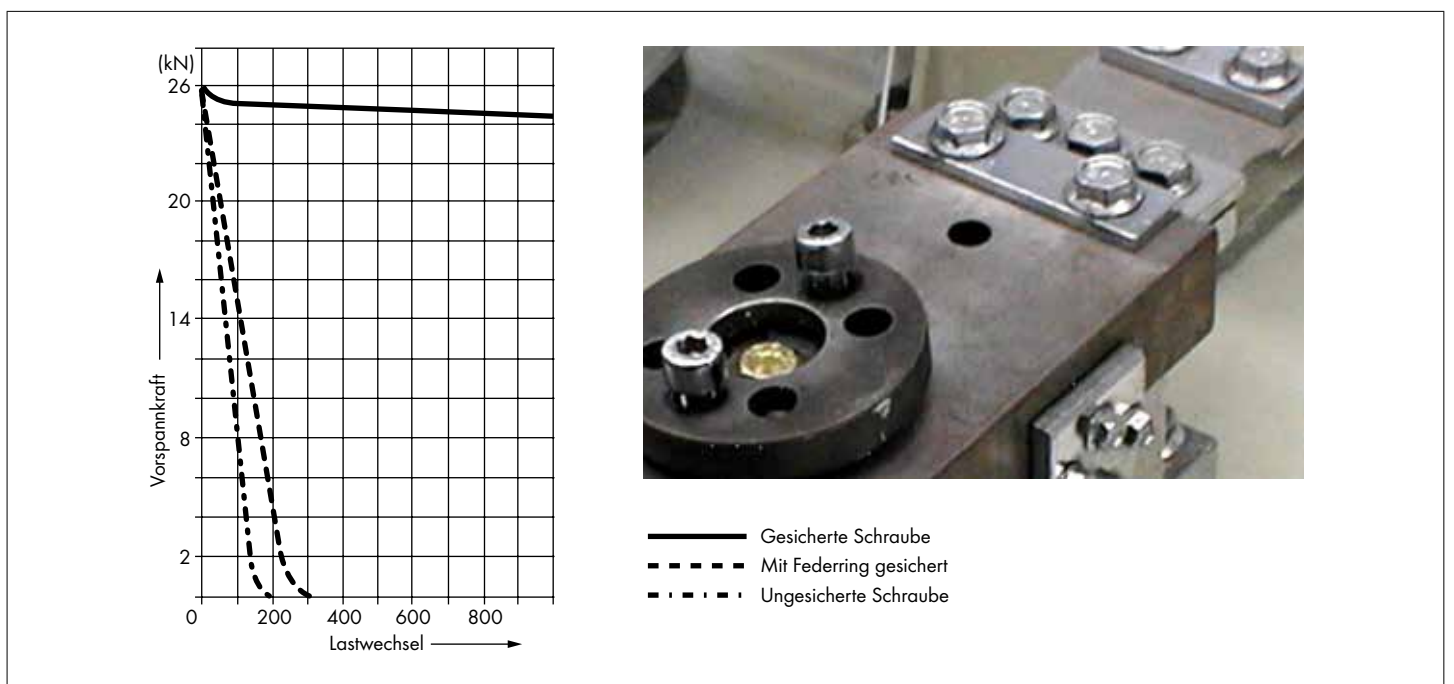 (kN)
26
20
14
8
2
Vorspannkraft
0 200 400 600 800
Lastwechsel
Gesicherte Schraube
Mit Federring gesichert
Ungesicherte Schraube